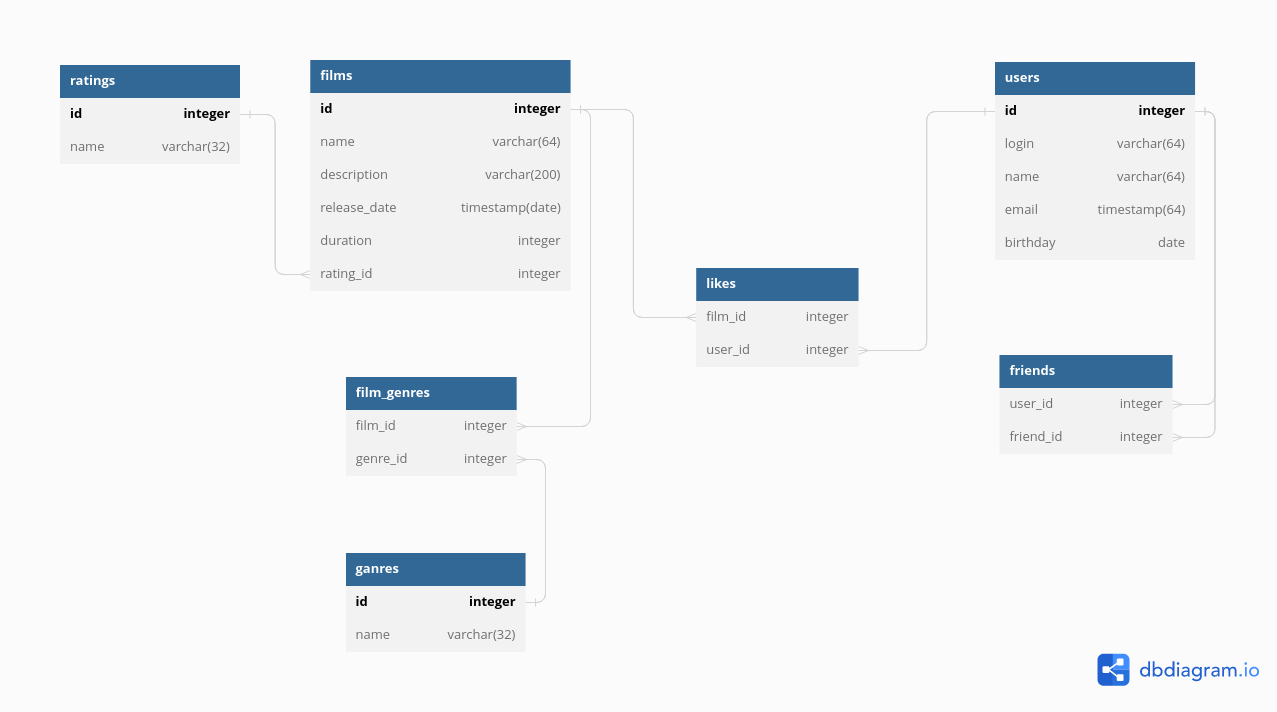 ratings
id integer
name varchar(32)
films
id integer
name varchar(64)
description varchar(200)
release_date timestamp(date)
duration integer
rating_id integer
users
id integer
login varchar(64)
name varchar(64)
email timestamp(64)
birthday date
likes
film_id integer
user_id integer
friends
user_id integer
friend_id integer
film_genres
film_id integer
genre_id integer
ganres
id integer
name varchar(32)
dbdiagram.io